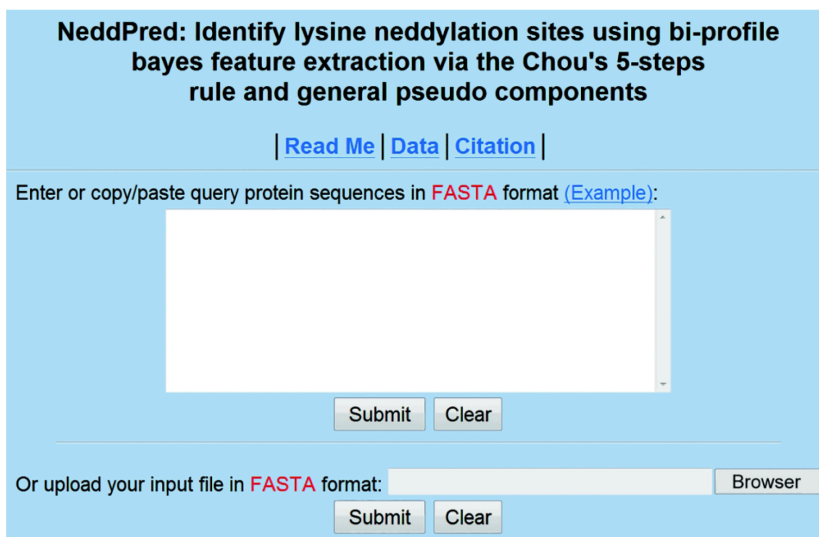 NeddPred: Identify lysine neddylation sites using bi-profile
bayes feature extraction via the Chou's 5-steps
rule and general pseudo components
| Read Me | Data | Citation |
Enter or copy/paste query protein sequences in FASTA format (Example):
Submit Clear
Or upload your input file in FASTA format: Browser
Submit Clear